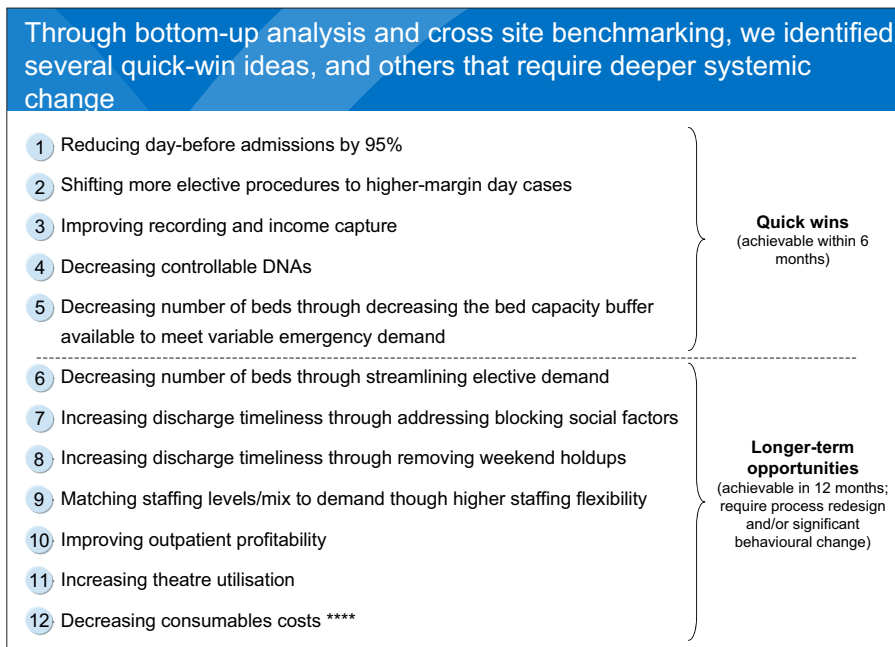 Through bottom-up analysis and cross site benchmarking, we identified
several quick-win ideas, and others that require deeper systemic
change
1 Reducing day-before admissions by 95%
2 Shifting more elective procedures to higher-margin day cases
3 Improving recording and income capture
4 Decreasing controllable DNAs
5 Decreasing number of beds through decreasing the bed capacity buffer
available to meet variable emergency demand
Quick wins
(achievable within 6
months)
6 Decreasing number of beds through streamlining elective demand
7 Increasing discharge timeliness through addressing blocking social factors
8 Increasing discharge timeliness through removing weekend holdups
9 Matching staffing levels/mix to demand though higher staffing flexibility
10 Improving outpatient profitability
11 Increasing theatre utilisation
12 Decreasing consumables costs ****
Longer-term
opportunities
(achievable in 12 months;
require process redesign
and/or significant
behavioural change)